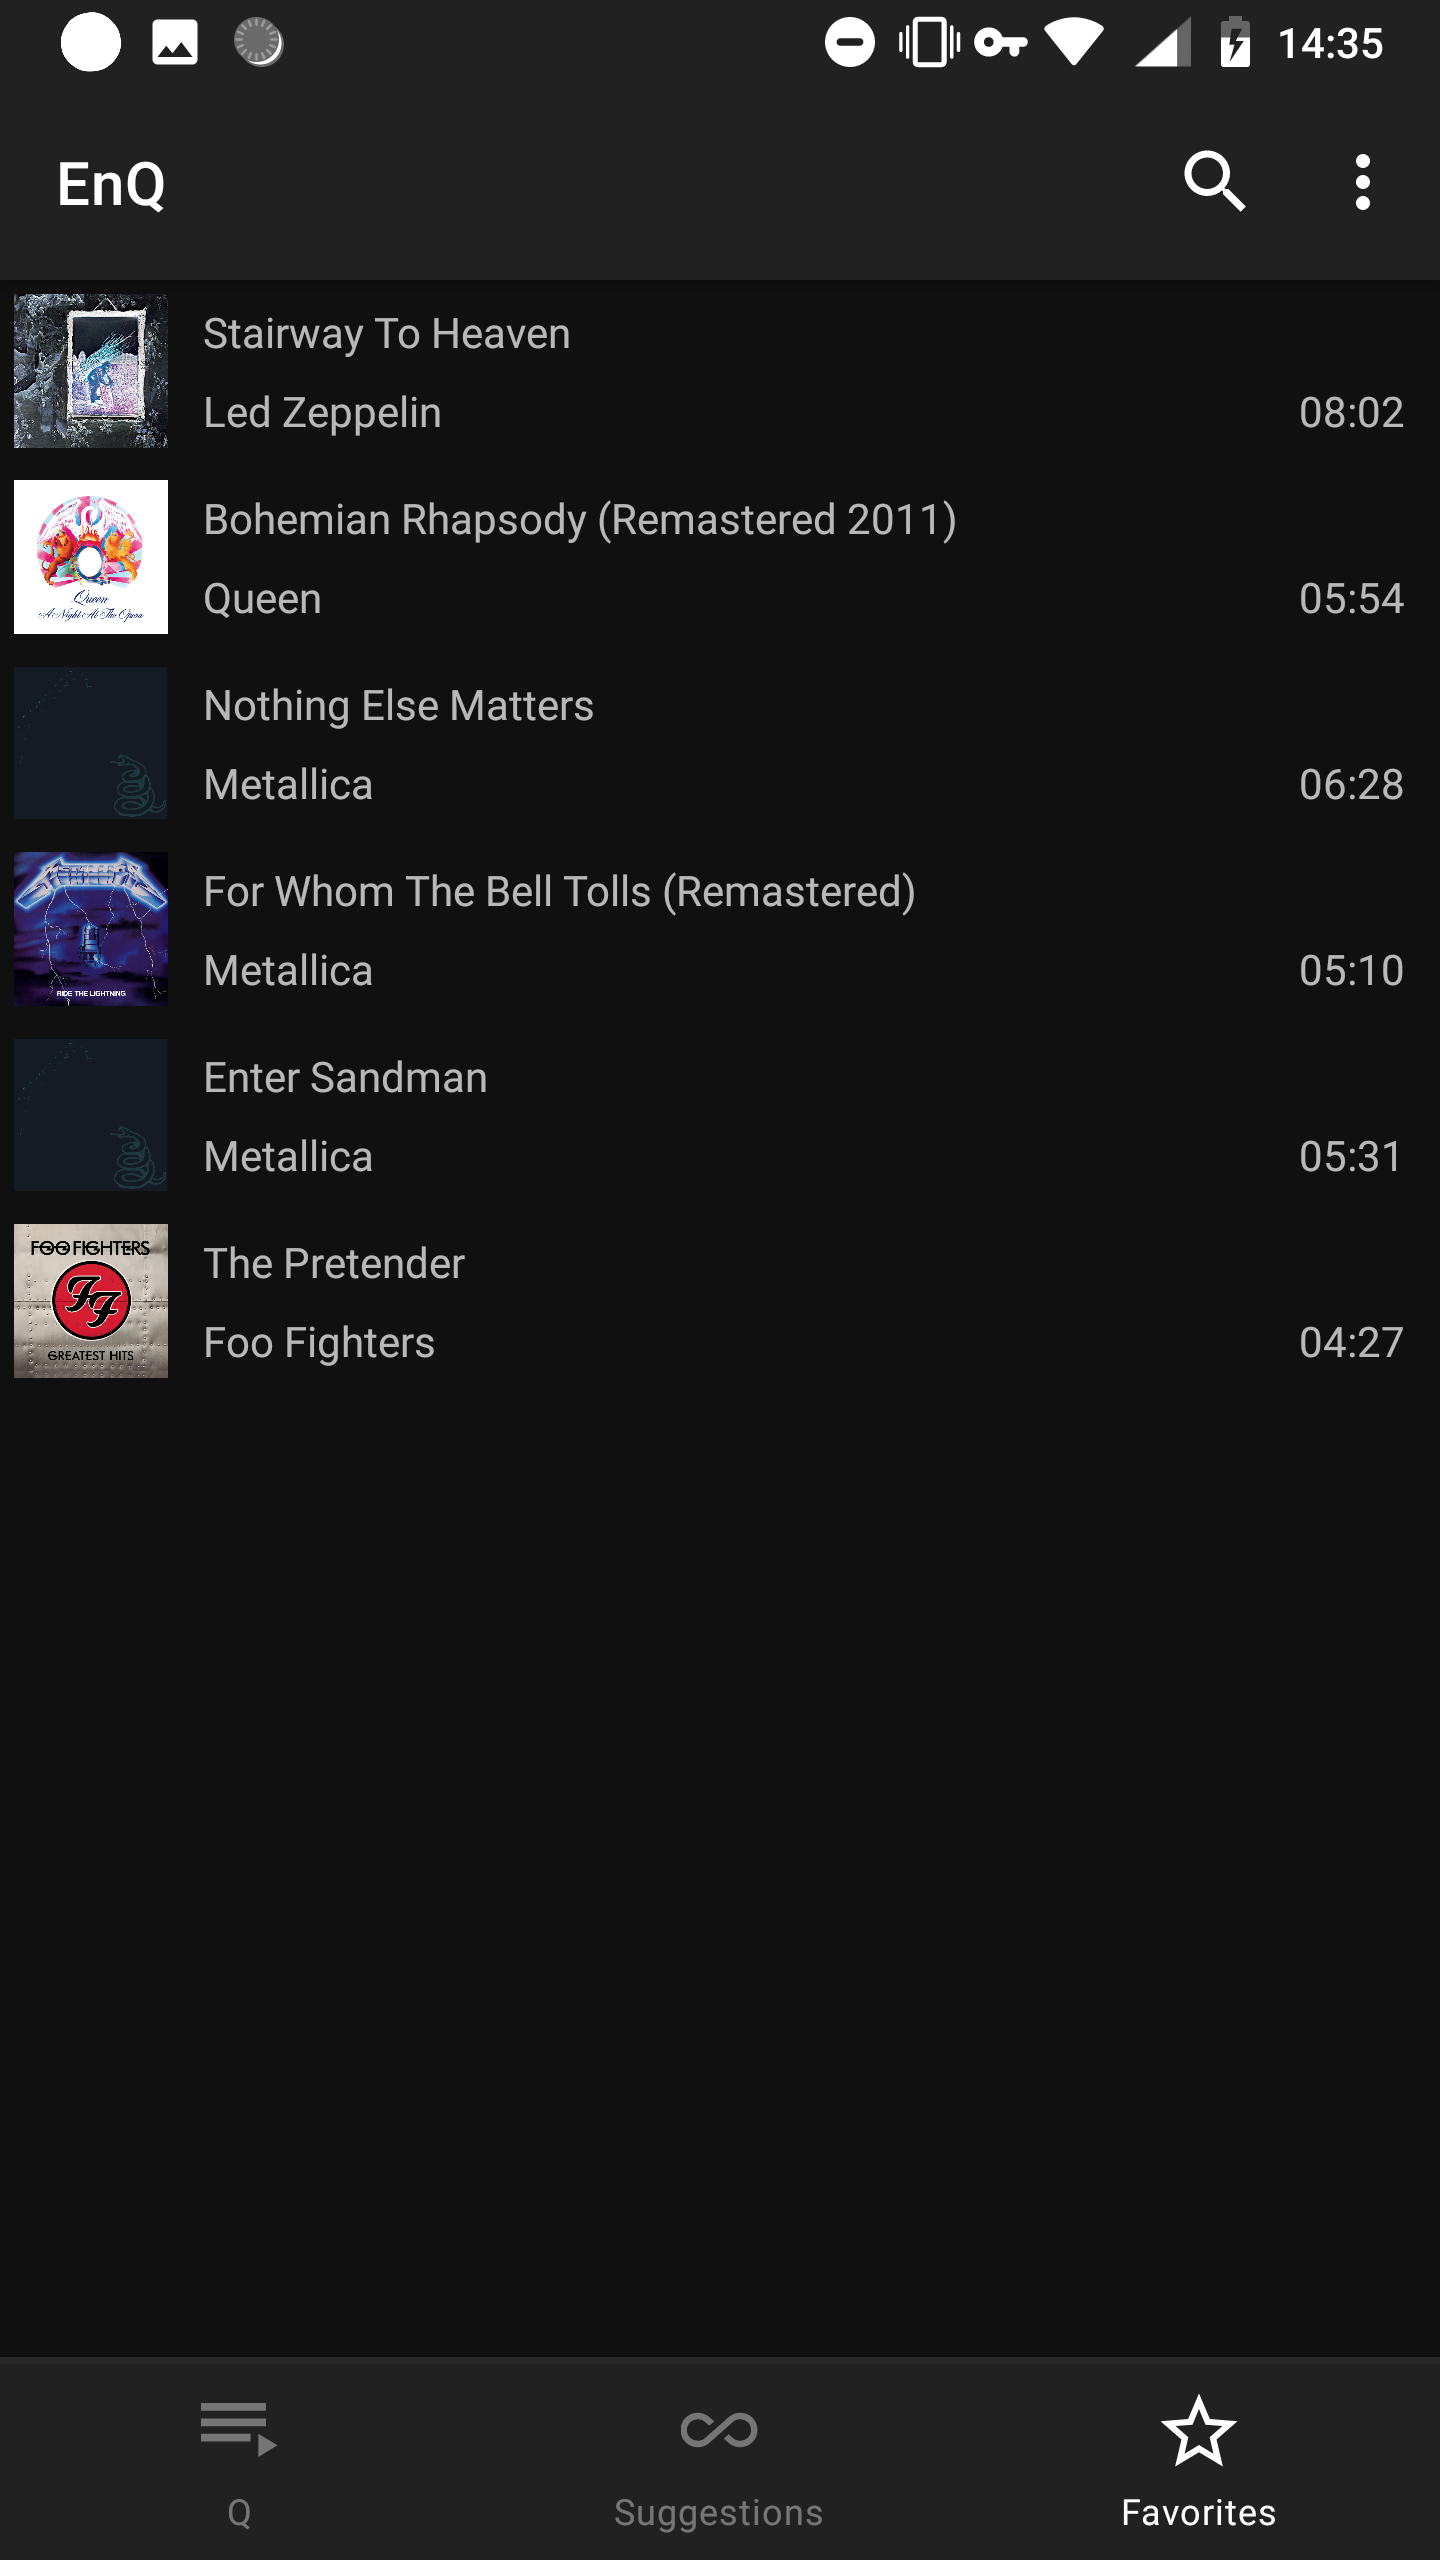 14:35
EnQ
Stairway To Heaven
Led Zeppelin 08:02
Bohemian Rhapsody (Remastered 2011)
Queen 05:54
Queen
A Night At The Opera
Nothing Else Matters
Metallica 06:28
For Whom The Bell Tolls (Remastered)
Metallica 05:10
METALLICA
RIDE THE LIGHTNING
Enter Sandman
Metallica 05:31
FOO FIGHTERS
FF
GREATEST HITS
The Pretender
Foo Fighters 04:27
Q
Suggestions
Favorites